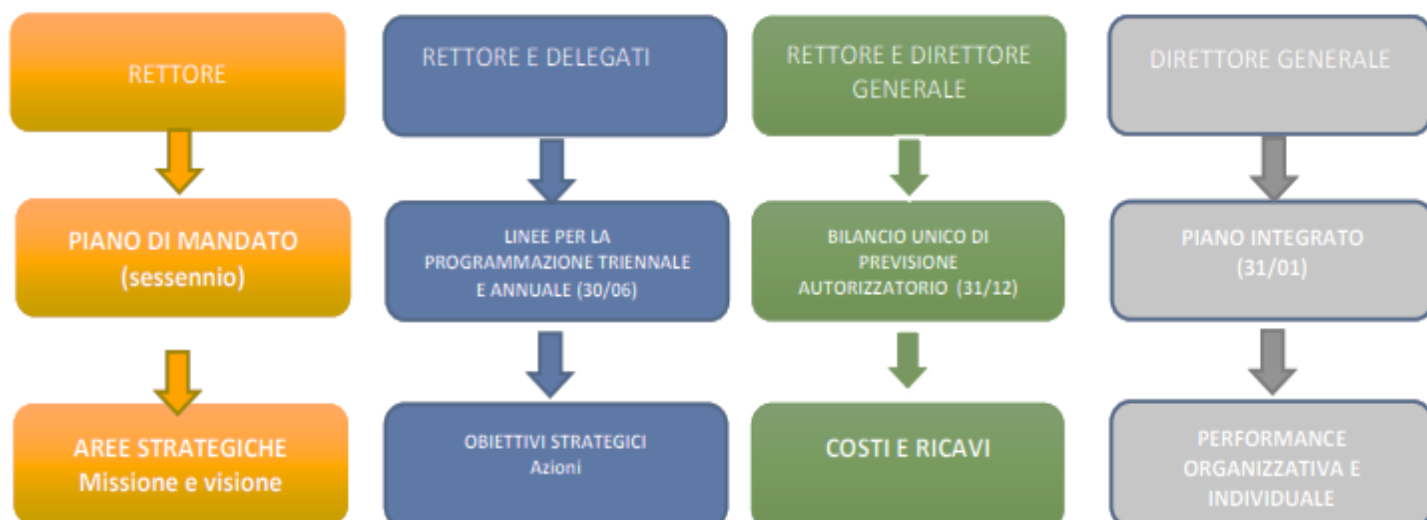 RETTORE
RETTORE E DELEGATI
RETTORE E DIRETTORE
GENERALE
DIRETTORE GENERALE
PIANO DI MANDATO
(sessennio)
LINEE PER LA
PROGRAMMAZIONE TRIENNALE
E ANNUALE (30/06)
BILANCIO UNICO DI
PREVISIONE
AUTORIZZATORIO (31/12)
PIANO INTEGRATO
(31/01)
AREE STRATEGICHE
Missione e visione
OBIETTIVI STRATEGICI
Azioni
COSTI E RICAVI
PERFORMANCE
ORGANIZZATIVA E
INDIVIDUALE